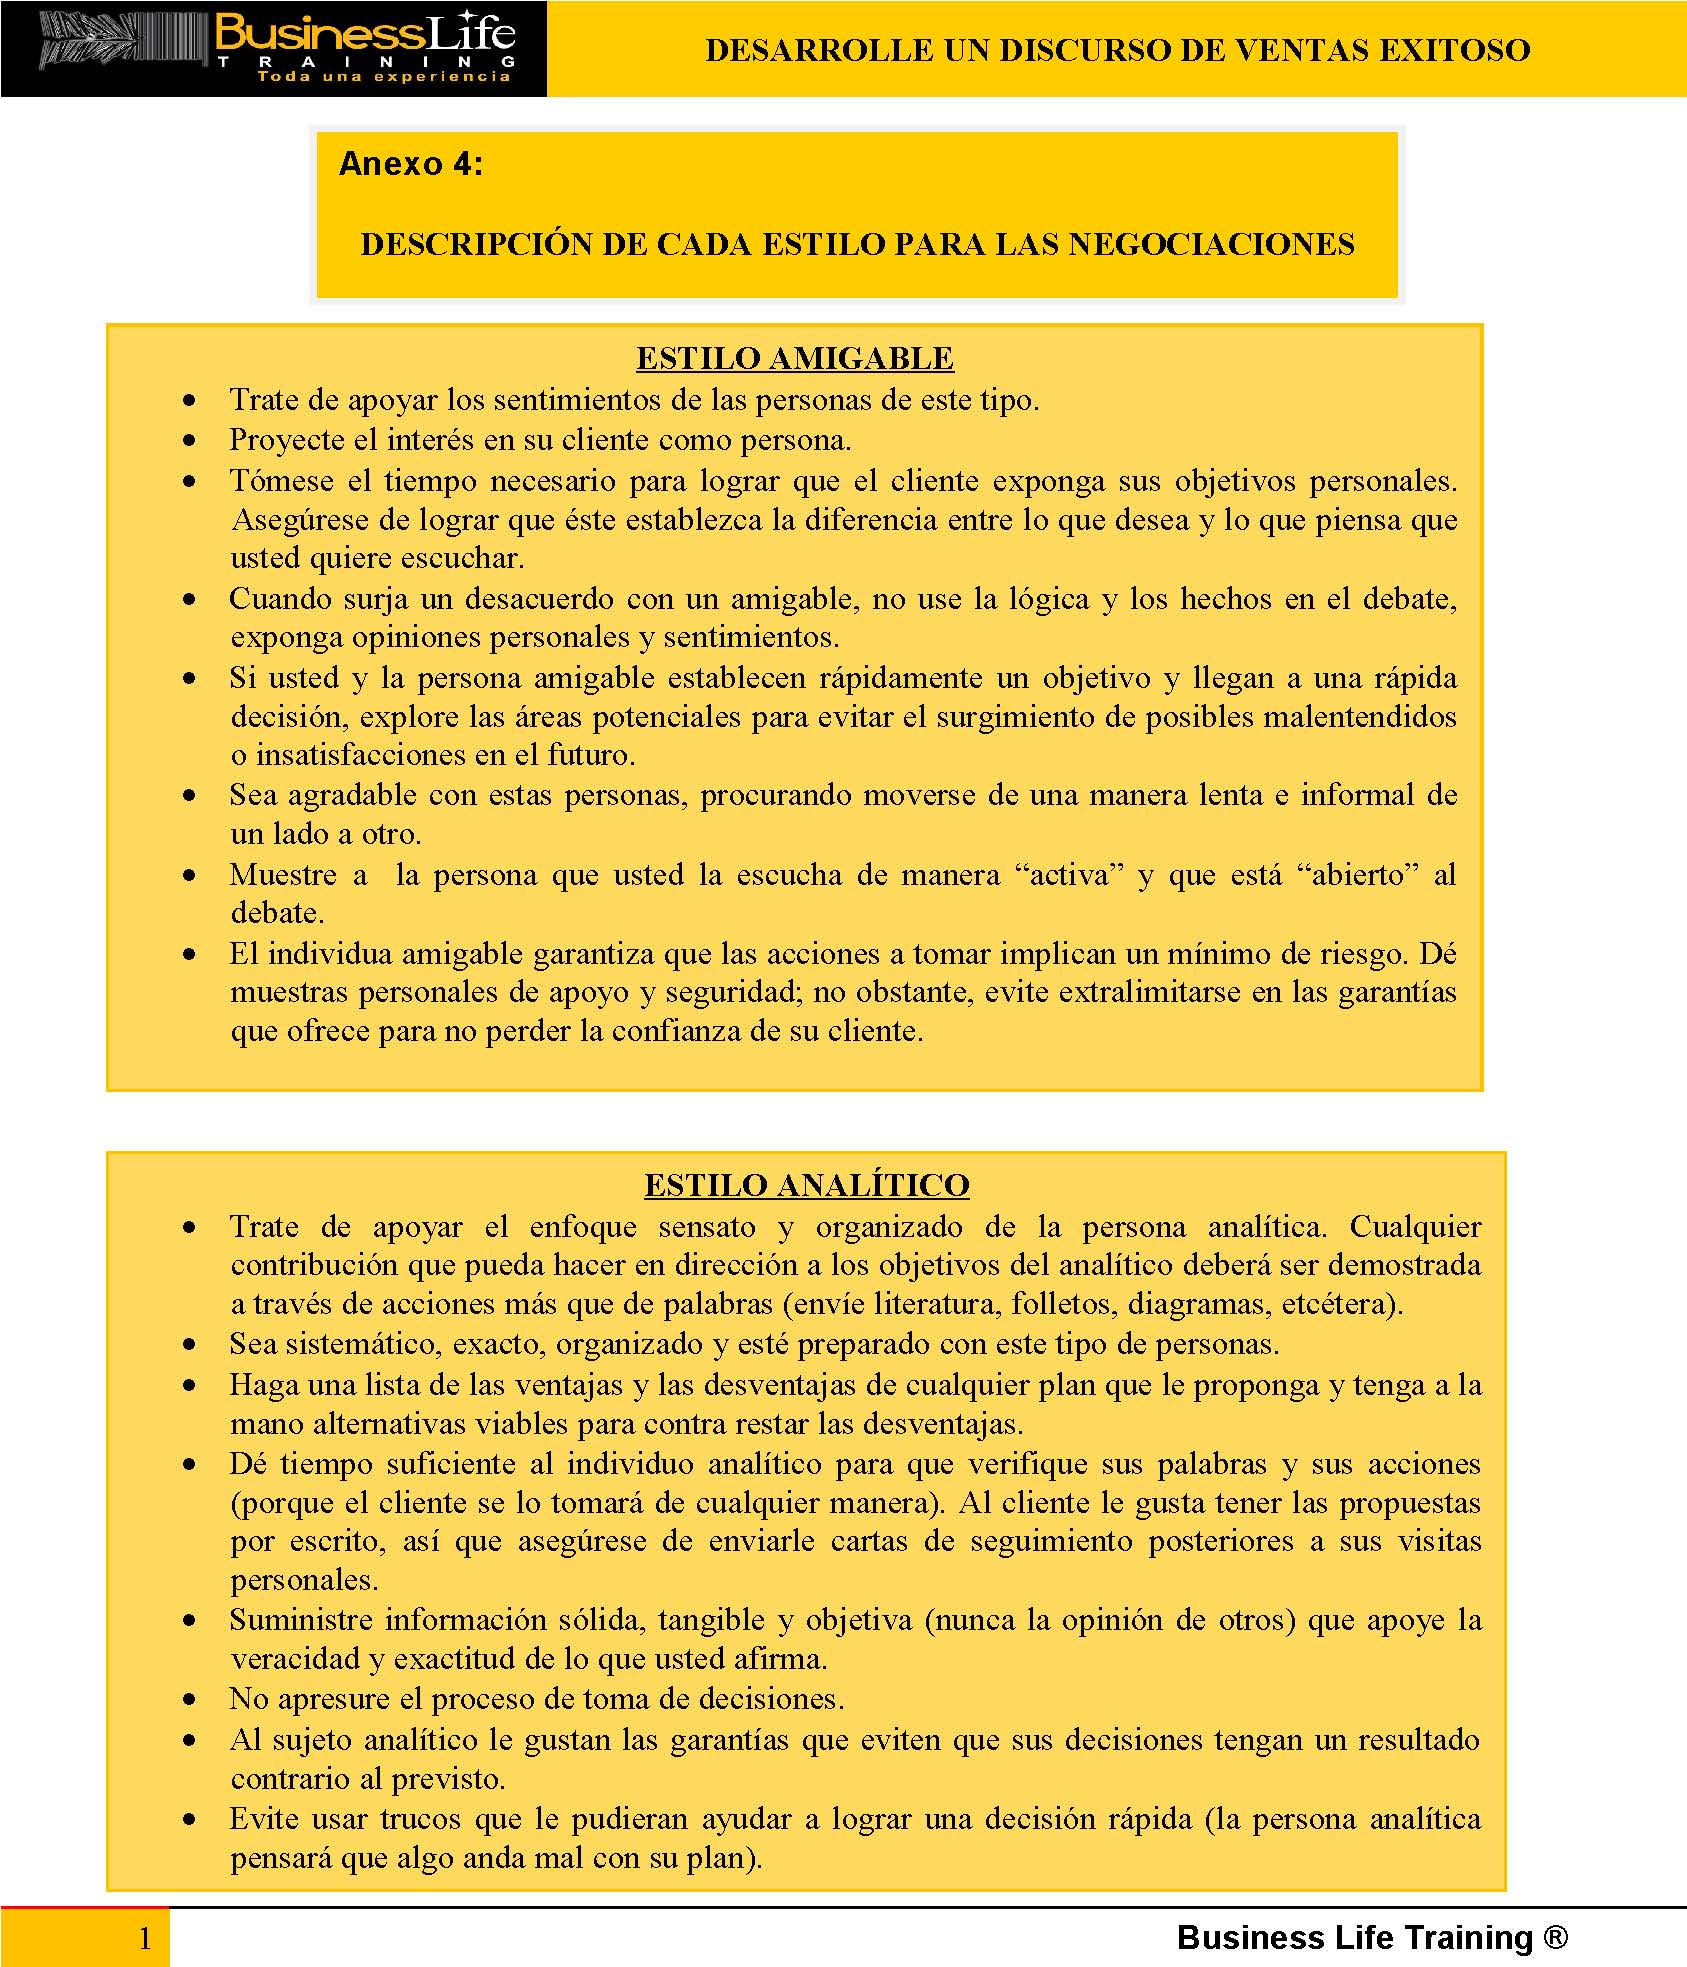 BusinessLife
TRAINING
Toda una experiencia
DESARROLLE UN DISCURSO DE VENTAS EXITOSO
Anexo 4:
DESCRIPCIÓN DE CADA ESTILO PARA LAS NEGOCIACIONES
ESTILO AMIGABLE
• Trate de apoyar los sentimientos de las personas de este tipo.
• Proyecte el interés en su cliente como persona.
• Tómese el tiempo necesario para lograr que el cliente exponga sus objetivos personales.
Asegúrese de lograr que éste establezca la diferencia entre lo que desea y lo que piensa que
usted quiere escuchar.
• Cuando surja un desacuerdo con un amigable, no use la lógica y los hechos en el debate,
exponga opiniones personales y sentimientos.
• Si usted y la persona amigable establecen rápidamente un objetivo y llegan a una rápida
decisión, explore las áreas potenciales para evitar el surgimiento de posibles malentendidos
o insatisfacciones en el futuro.
• Sea agradable con estas personas, procurando moverse de una manera lenta e informal de
un lado a otro.
• Muestre a la persona que usted la escucha de manera “activa” y que está “abierto” al
debate.
• El individua amigable garantiza que las acciones a tomar implican un mínimo de riesgo. Dé
muestras personales de apoyo y seguridad; no obstante, evite extralimitarse en las garantías
que ofrece para no perder la confianza de su cliente.
ESTILO ANALÍTICO
• Trate de apoyar el enfoque sensato y organizado de la persona analítica. Cualquier
contribución que pueda hacer en dirección a los objetivos del analítico deberá ser demostrada
a través de acciones más que de palabras (envíe literatura, folletos, diagramas, etcétera).
• Sea sistemático, exacto, organizado y esté preparado con este tipo de personas.
• Haga una lista de las ventajas y las desventajas de cualquier plan que le proponga y tenga a la
mano alternativas viables para contra restar las desventajas.
• Dé tiempo suficiente al individuo analítico para que verifique sus palabras y sus acciones
(porque el cliente se lo tomará de cualquier manera). Al cliente le gusta tener las propuestas
por escrito, así que asegúrese de enviarle cartas de seguimiento posteriores a sus visitas
personales.
• Suministre información sólida, tangible y objetiva (nunca la opinión de otros) que apoye la
veracidad y exactitud de lo que usted afirma.
• No apresure el proceso de toma de decisiones.
• Al sujeto analítico le gustan las garantías que eviten que sus decisiones tengan un resultado
contrario al previsto.
• Evite usar trucos que le pudieran ayudar a lograr una decisión rápida (la persona analítica
pensará que algo anda mal con su plan).
1
Business Life Training ®